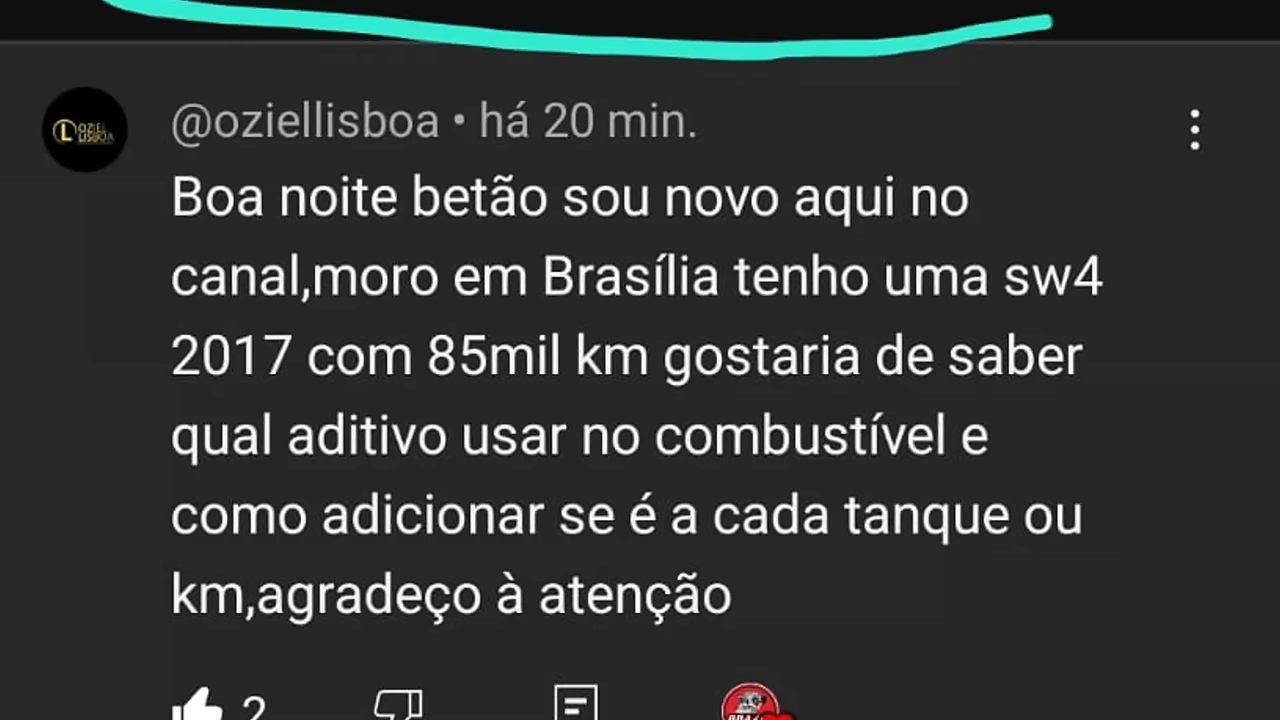 @oziellisboa • há 20 min.
Boa noite betão sou novo aqui no
canal,moro em Brasília tenho uma sw4
2017 com 85mil km gostaria de saber
qual aditivo usar no combustível e
como adicionar se é a cada tanque ou
km,agradeço à atenção
2
OZIEL
LISBOA